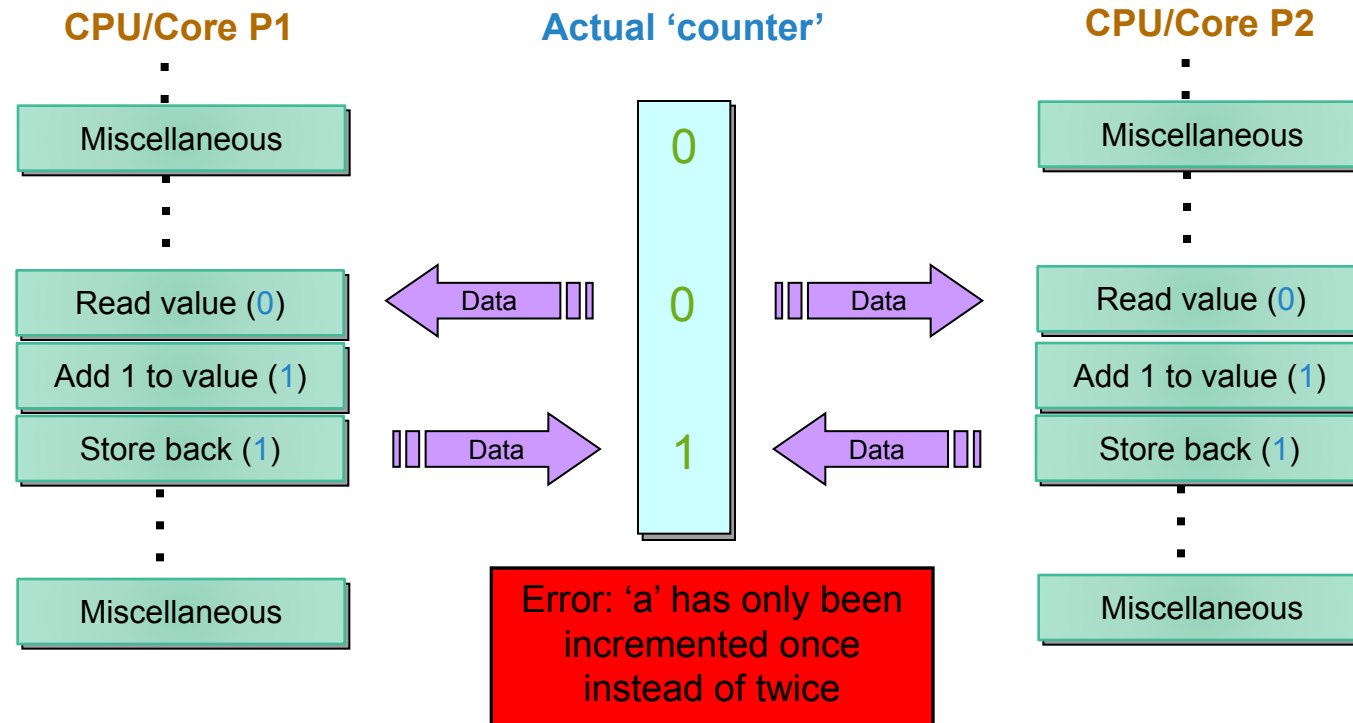 CPU/Core P1
Actual ‘counter’
CPU/Core P2
Miscellaneous
0
Miscellaneous
Read value (0)
Data
0
Data
Read value (0)
Add 1 to value (1)
Add 1 to value (1)
Store back (1)
Data
1
Data
Store back (1)
Miscellaneous
Error: ‘a’ has only been
incremented once
instead of twice
Miscellaneous